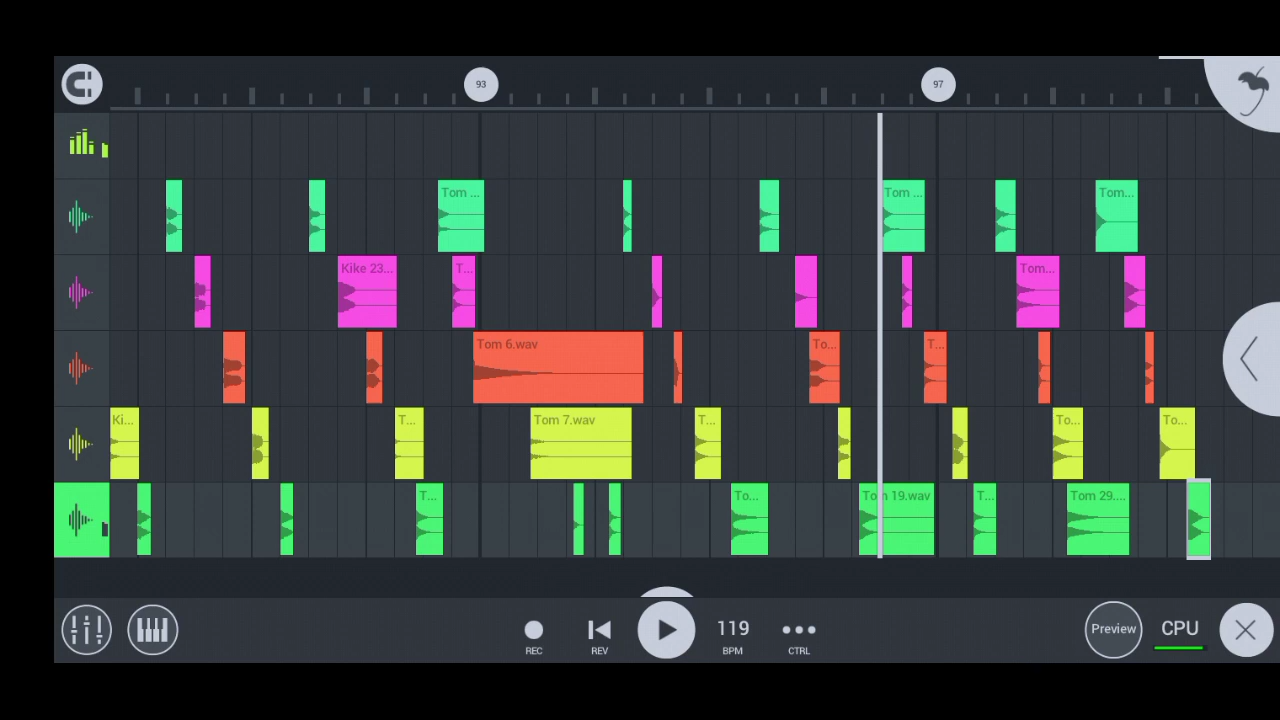 93 97
Tom ... Tom ... Tom...
Kike 23... T... Tom...
Tom 6.wav To... T...
Ki... T... Tom 7.wav T... To... To...
T... To... Tom 19.wav T... Tom 29....
119 Preview CPU
REC REV BPM CTRL